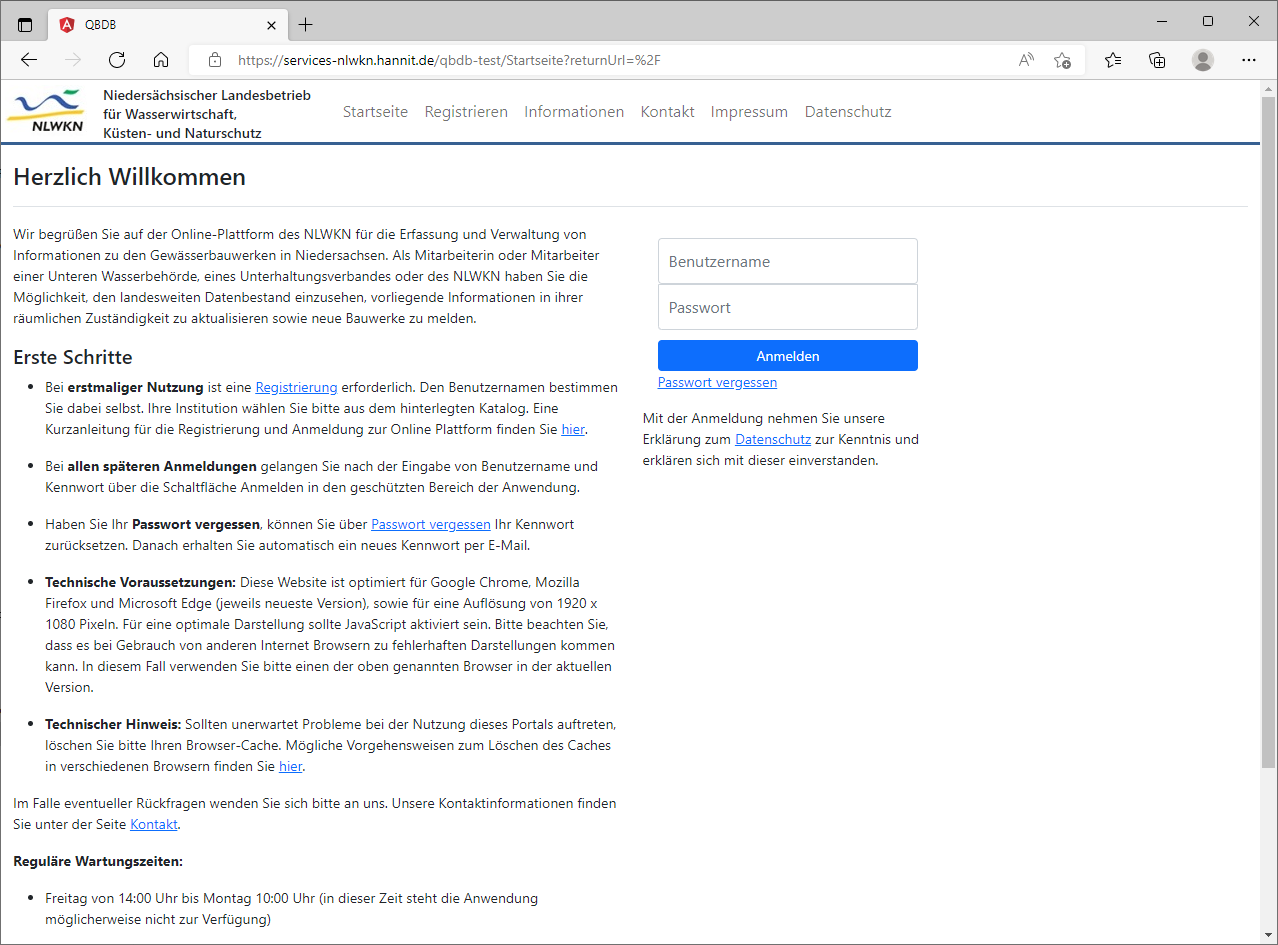 QBDB
https://services-nlwkn.hannit.de/qbdb-test/Startseite?returnUrl=%2F
NLWKN
Niedersächsischer Landesbetrieb
für Wasserwirtschaft,
Küsten- und Naturschutz
Startseite Registrieren Informationen Kontakt Impressum Datenschutz
Herzlich Willkommen
Wir begrüßen Sie auf der Online-Plattform des NLWKN für die Erfassung und Verwaltung von
Informationen zu den Gewässerbauwerken in Niedersachsen. Als Mitarbeiterin oder Mitarbeiter
einer Unteren Wasserbehörde, eines Unterhaltungsverbandes oder des NLWKN haben Sie die
Möglichkeit, den landesweiten Datenbestand einzusehen, vorliegende Informationen in ihrer
räumlichen Zuständigkeit zu aktualisieren sowie neue Bauwerke zu melden.
Erste Schritte
• Bei erstmaliger Nutzung ist eine Registrierung erforderlich. Den Benutzernamen bestimmen
Sie dabei selbst. Ihre Institution wählen Sie bitte aus dem hinterlegten Katalog. Eine
Kurzanleitung für die Registrierung und Anmeldung zur Online Plattform finden Sie hier.
• Bei allen späteren Anmeldungen gelangen Sie nach der Eingabe von Benutzername und
Kennwort über die Schaltfläche Anmelden in den geschützten Bereich der Anwendung.
• Haben Sie Ihr Passwort vergessen, können Sie über Passwort vergessen Ihr Kennwort
zurücksetzen. Danach erhalten Sie automatisch ein neues Kennwort per E-Mail.
• Technische Voraussetzungen: Diese Website ist optimiert für Google Chrome, Mozilla
Firefox und Microsoft Edge (jeweils neueste Version), sowie für eine Auflösung von 1920 x
1080 Pixeln. Für eine optimale Darstellung sollte JavaScript aktiviert sein. Bitte beachten Sie,
dass es bei Gebrauch von anderen Internet Browsern zu fehlerhaften Darstellungen kommen
kann. In diesem Fall verwenden Sie bitte einen der oben genannten Browser in der aktuellen
Version.
• Technischer Hinweis: Sollten unerwartet Probleme bei der Nutzung dieses Portals auftreten,
löschen Sie bitte Ihren Browser-Cache. Mögliche Vorgehensweisen zum Löschen des Caches
in verschiedenen Browsern finden Sie hier.
Im Falle eventueller Rückfragen wenden Sie sich bitte an uns. Unsere Kontaktinformationen finden
Sie unter der Seite Kontakt.
Reguläre Wartungszeiten:
• Freitag von 14:00 Uhr bis Montag 10:00 Uhr (in dieser Zeit steht die Anwendung
möglicherweise nicht zur Verfügung)
Benutzername
Passwort
Anmelden
Passwort vergessen
Mit der Anmeldung nehmen Sie unsere
Erklärung zum Datenschutz zur Kenntnis und
erklären sich mit dieser einverstanden.